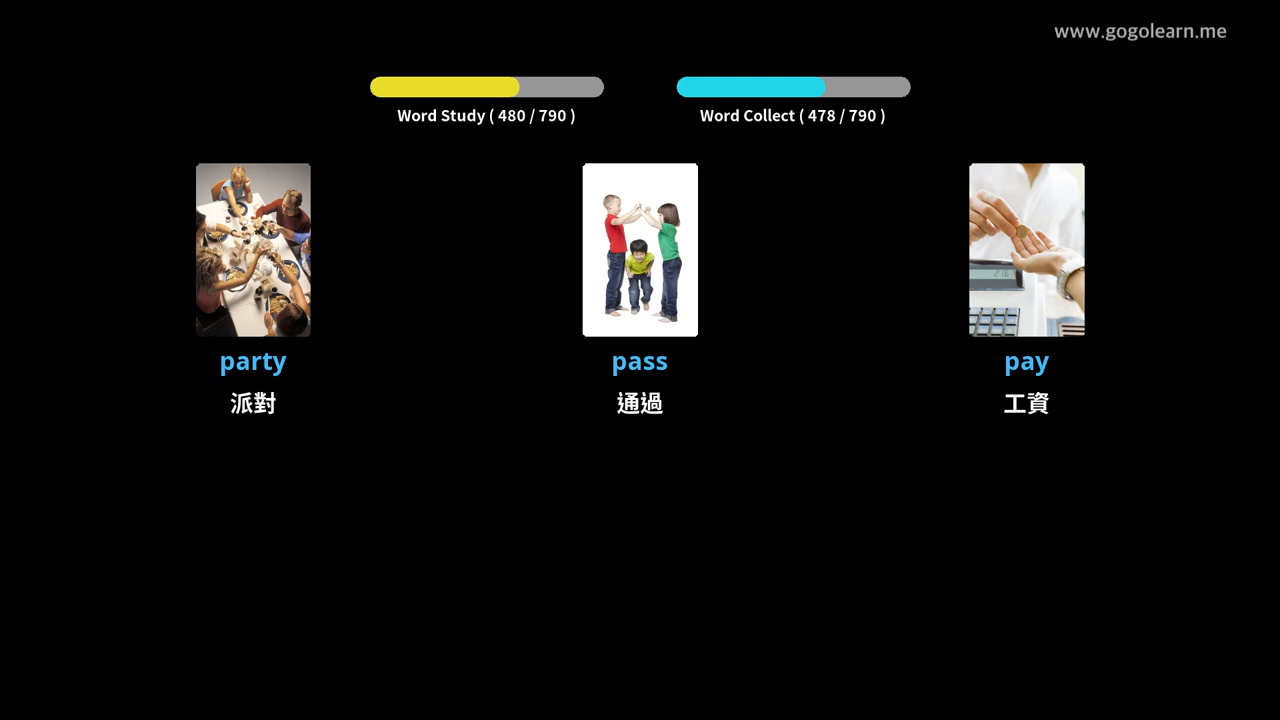 www.gogolearn.me
Word Study ( 480 / 790 )
Word Collect ( 478 / 790 )
party
pass
pay
派對
通過
工資